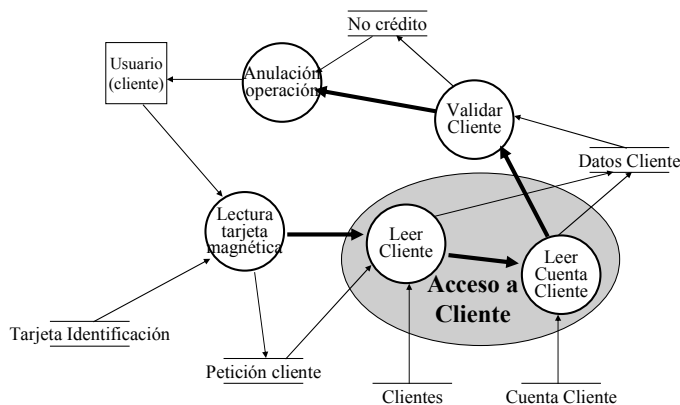 No crédito
Usuario
(cliente)
Anulación
operación
Validar
Cliente
Datos Cliente
Lectura
tarjeta
magnética
Leer
Cliente
Leer
Cuenta
Cliente
Acceso a
Cliente
Tarjeta Identificación
Petición cliente
Clientes
Cuenta Cliente